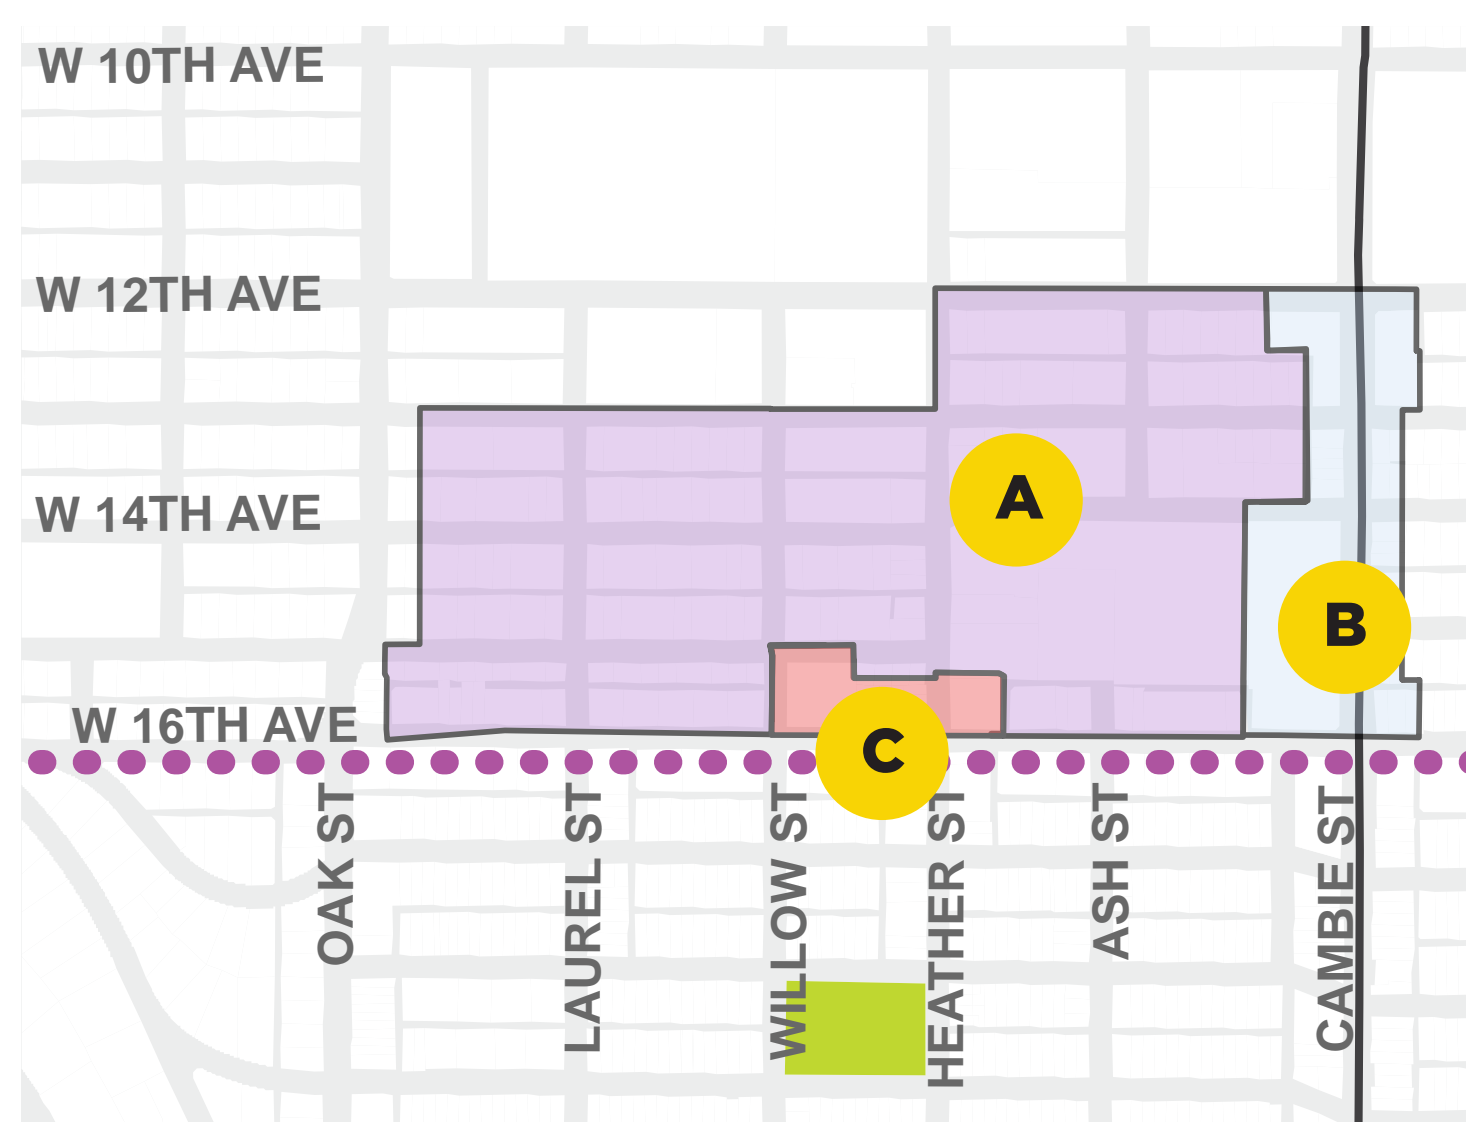 W 10TH AVE
W 12TH AVE
A
W 14TH AVE
B
W 16TH AVE
C
OAK ST
LAUREL ST
WILLOW ST
HEATHER ST
ASH ST
CAMBIE ST